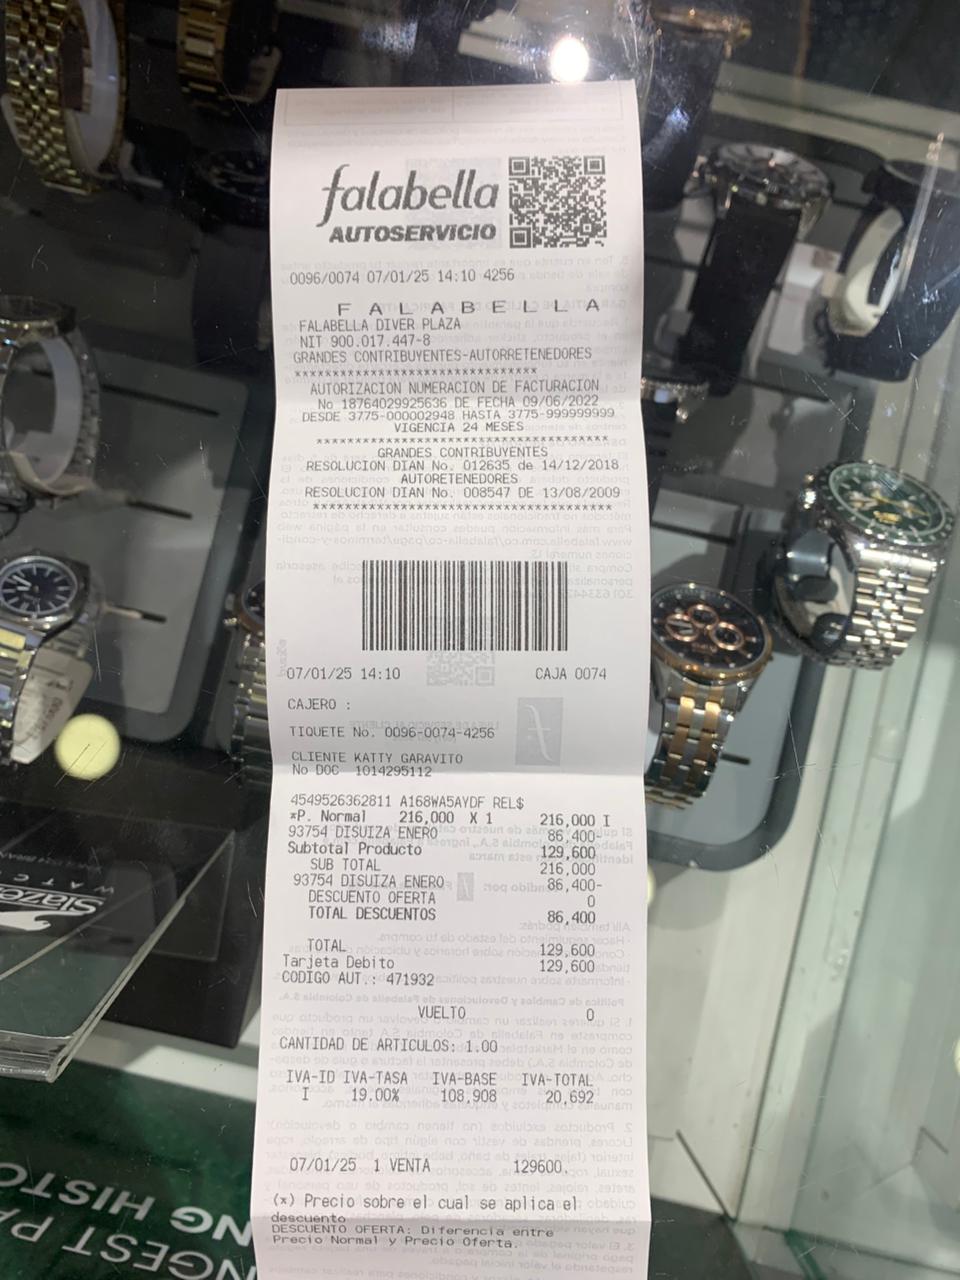 falabella
AUTOSERVICIO
0096/0074 07/01/25 14:10 4256
F A L A B E L L A
FALABELLA DIVER PLAZA
NIT 900.017.447-8
GRANDES CONTRIBUYENTES-AUTORRETENEDORES
*******************************
AUTORIZACION NUMERACION DE FACTURACION
No 18764029925636 DE FECHA 09/06/2022
DESDE 3775-000002948 HASTA 3775-999999999
VIGENCIA 24 MESES
*************************************
GRANDES CONTRIBUYENTES
RESOLUCION DIAN No. 012635 de 14/12/2018
AUTORETENEDORES
RESOLUCION DIAN No. 008547 DE 13/08/2009
**************************************
07/01/25 14:10 CAJA 0074
CAJERO :
TIQUETE No. 0096-0074-4256
CLIENTE KATTY GARAVITO
No DOC 1014295112
4549526362811 A168WA5AYDF REL$
*P. Normal 216,000 X 1 216,000 I
93754 DISUIZA ENERO 86,400-
Subtotal Producto 129,600
SUB TOTAL 216,000
93754 DISUIZA ENERO 86,400-
DESCUENTO OFERTA 0
TOTAL DESCUENTOS 86,400
TOTAL 129,600
Tarjeta Debito 129,600
CODIGO AUT.: 471932
VUELTO 0
CANTIDAD DE ARTICULOS: 1.00
IVA-ID IVA-TASA IVA-BASE IVA-TOTAL
I 19.00% 108,908 20,692
07/01/25 1 VENTA 129600.
(*) Precio sobre el cual se aplica el
descuento
DESCUENTO OFERTA: Diferencia entre
Precio Normal y Precio Oferta.